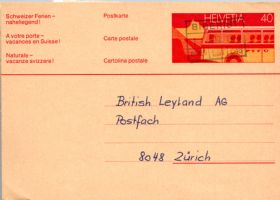 Schweizer Ferien –
naheliegend!
A votre porte –
vacances en Suisse!
Naturale –
vacanze svizzere!
Postkarte
Carte postale
Cartolina postale
HELVETIA 40
British Leyland AG
Postfach
8048 Zürich